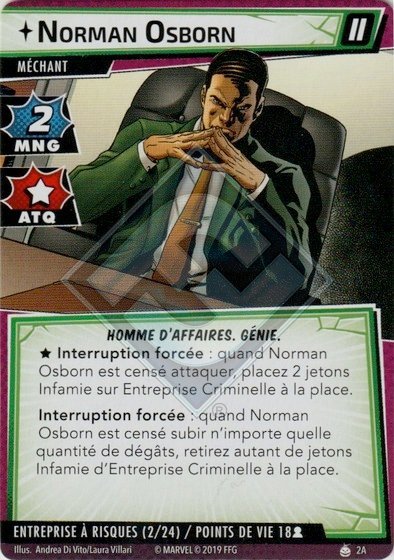 Norman Osborn
II
MÉCHANT
2
MNG
ATQ
HOMME D'AFFAIRES. GÉNIE.
★ Interruption forcée : quand Norman
Osborn est censé attaquer, placez 2 jetons
Infamie sur Entreprise Criminelle à la place.
Interruption forcée : quand Norman
Osborn est censé subir n'importe quelle
quantité de dégâts, retirez autant de jetons
Infamie d'Entreprise Criminelle à la place.
ENTREPRISE À RISQUES (2/24) / POINTS DE VIE 18
Illus. Andrea Di Vito/Laura Villari © MARVEL © 2019 FFG 2A